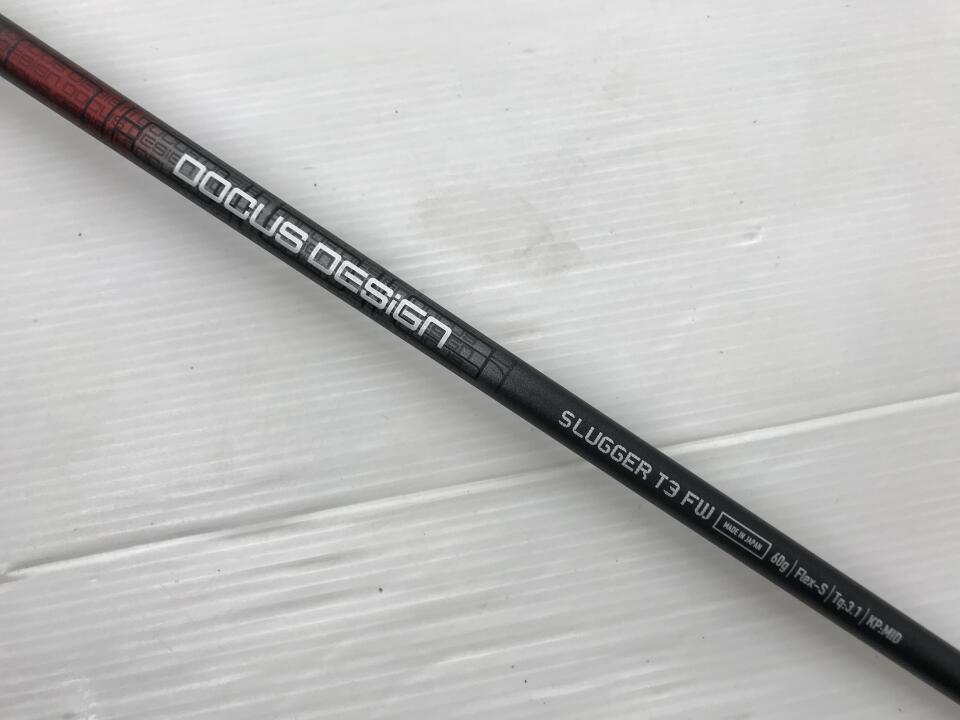 DOCUS DESiGN
SLUGGER T3 FW MADE IN JAPAN 60g | Flex-S | Tq:3.1 | KP:MID